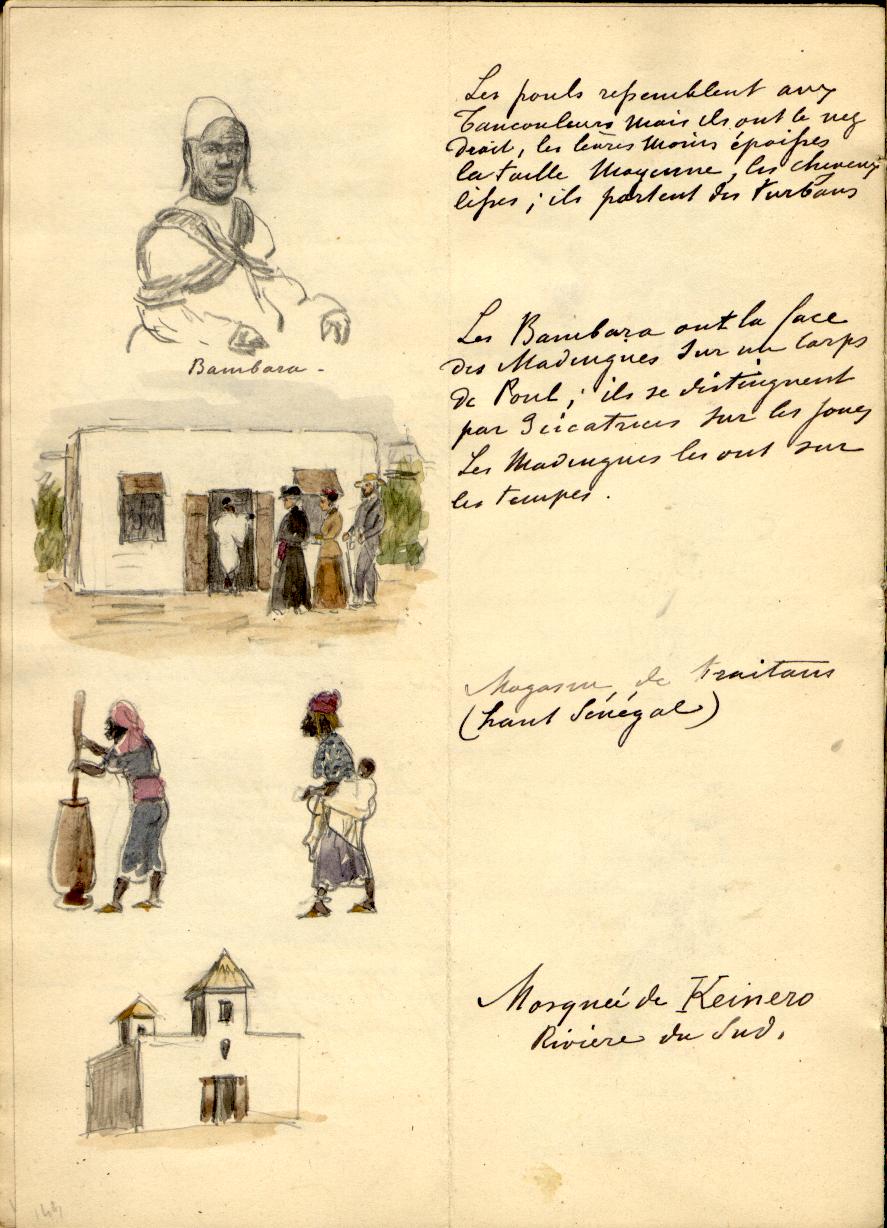 Les pouls ressemblent aux
Toucouleurs mais ils ont le nez
droit, les lèvres moins épaisses
la taille Moyenne, les cheveux
lisses ; ils portent des turbans
Bambara -
Les Bambara ont la face
des Madingues sur un Corps
de Poul ; ils se distinguent
par 3 cicatrices sur les joues
Les Madingues les ont sur
les tempes.
Magasin de traitans
(haut Sénégal)
Mosquée de Keinero
Rivière du Sud.
144